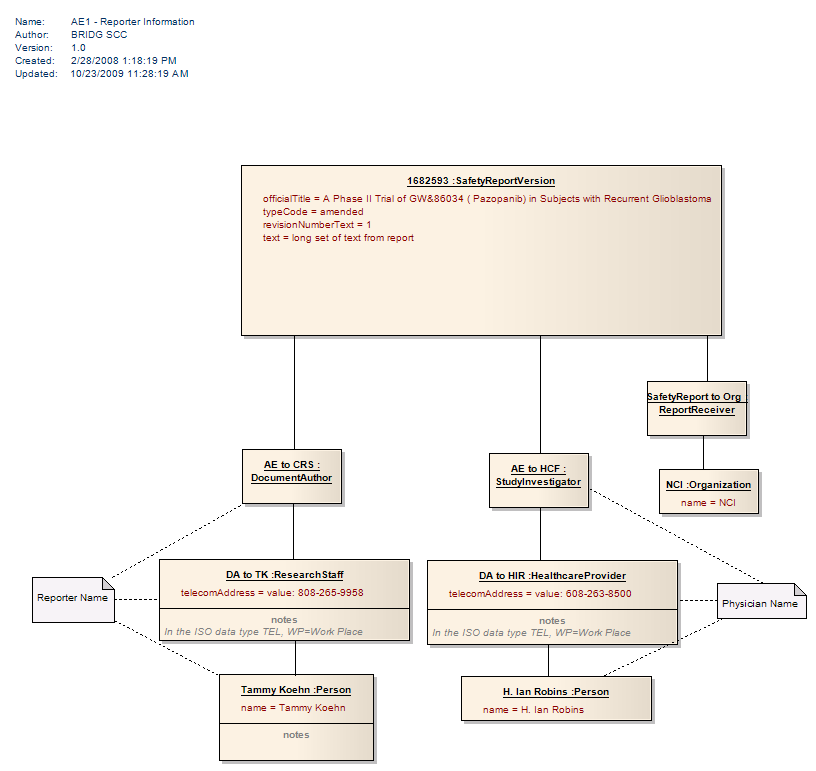 Name: AE1 - Reporter Information
Author: BRIDG SCC
Version: 1.0
Created: 2/28/2008 1:18:19 PM
Updated: 10/23/2009 11:28:19 AM
1682593 :SafetyReportVersion
officialTitle = A Phase II Trial of GW&86034 ( Pazopanib) in Subjects with Recurrent Glioblastoma
typeCode = amended
revisionNumberText = 1
text = long set of text from report
SafetyReport to Org :
ReportReceiver
NCI :Organization
name = NCI
AE to CRS :
DocumentAuthor
AE to HCF :
StudyInvestigator
DA to TK :ResearchStaff
telecomAddress = value: 808-265-9958
notes
In the ISO data type TEL, WP=Work Place
DA to HIR :HealthcareProvider
telecomAddress = value: 608-263-8500
notes
In the ISO data type TEL, WP=Work Place
Reporter Name
Physician Name
Tammy Koehn :Person
name = Tammy Koehn
notes
H. Ian Robins :Person
name = H. Ian Robins